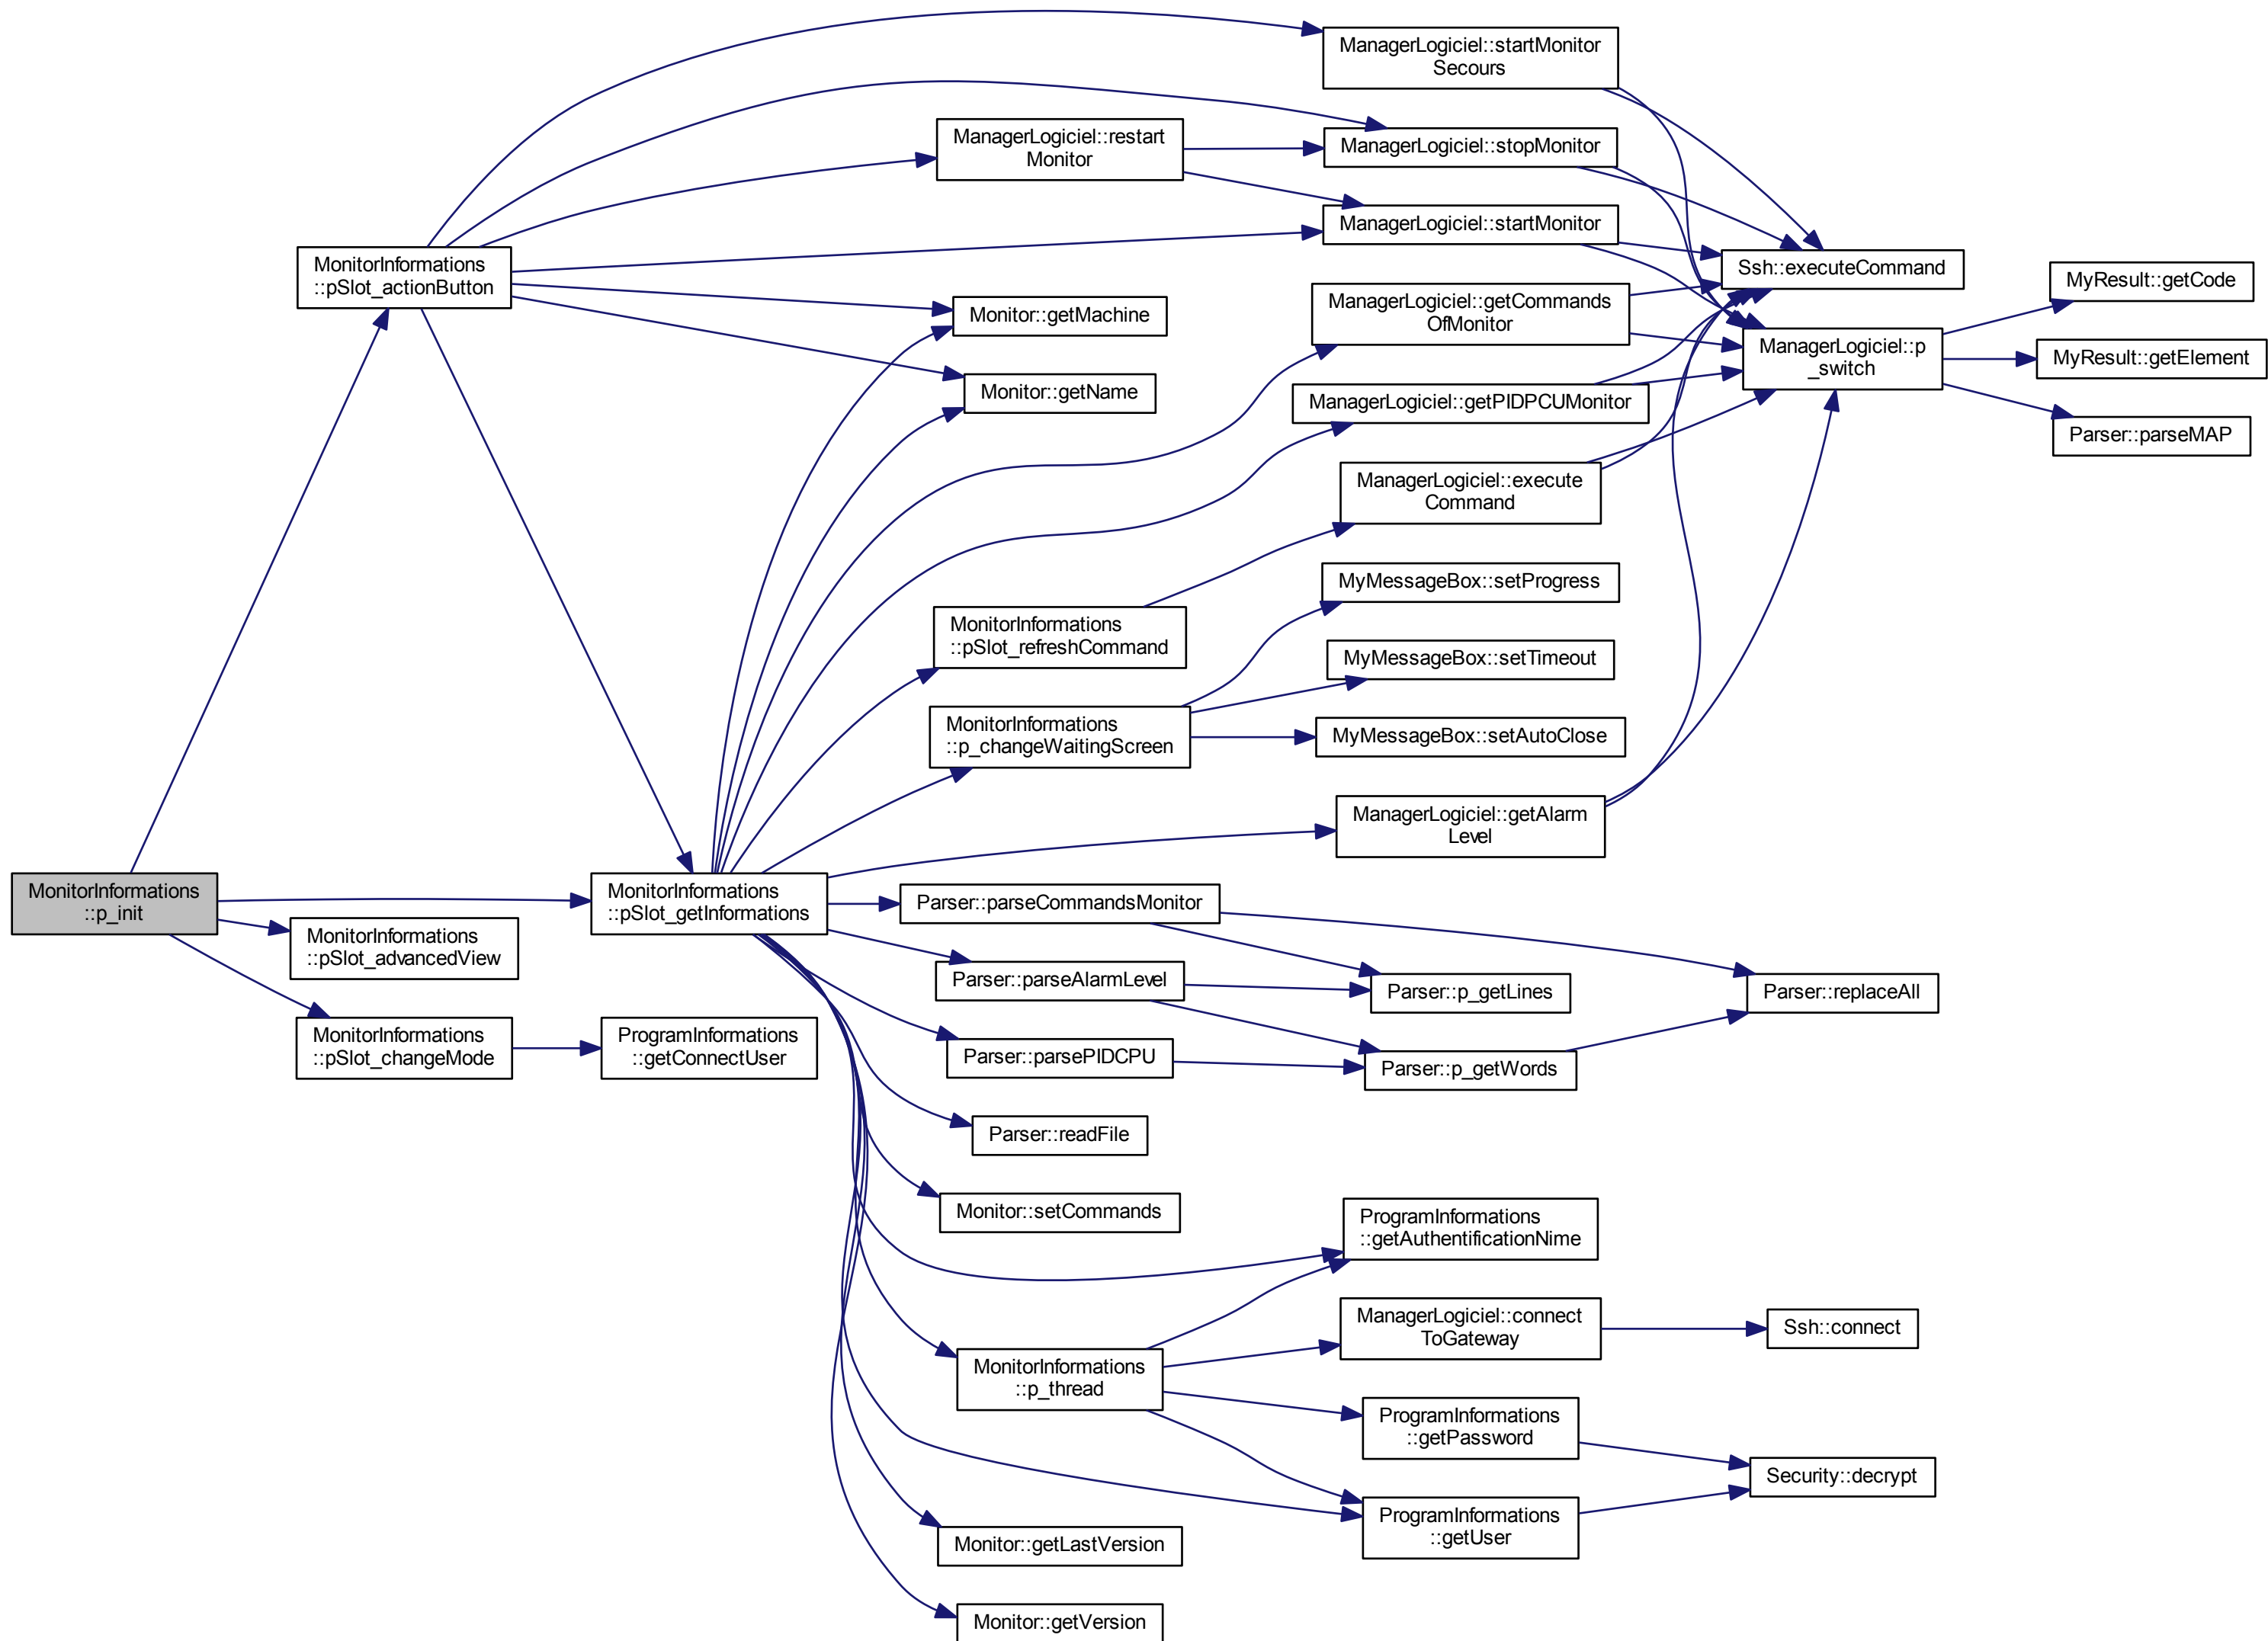 ManagerLogiciel::startMonitor
Secours
ManagerLogiciel::restart
Monitor
ManagerLogiciel::stopMonitor
ManagerLogiciel::startMonitor
MonitorInformations
::pSlot_actionButton
Ssh::executeCommand
MyResult::getCode
Monitor::getMachine
ManagerLogiciel::getCommands
OfMonitor
ManagerLogiciel::p
_switch
MyResult::getElement
Monitor::getName
ManagerLogiciel::getPIDPCUMonitor
Parser::parseMAP
ManagerLogiciel::execute
Command
MyMessageBox::setProgress
MonitorInformations
::pSlot_refreshCommand
MyMessageBox::setTimeout
MonitorInformations
::p_changeWaitingScreen
MyMessageBox::setAutoClose
ManagerLogiciel::getAlarm
Level
MonitorInformations
::p_init
MonitorInformations
::pSlot_getInformations
Parser::parseCommandsMonitor
MonitorInformations
::pSlot_advancedView
Parser::parseAlarmLevel
Parser::p_getLines
Parser::replaceAll
MonitorInformations
::pSlot_changeMode
ProgramInformations
::getConnectUser
Parser::parsePIDCPU
Parser::p_getWords
Parser::readFile
Monitor::setCommands
ProgramInformations
::getAuthentificationNime
ManagerLogiciel::connect
ToGateway
Ssh::connect
MonitorInformations
::p_thread
ProgramInformations
::getPassword
Security::decrypt
ProgramInformations
::getUser
Monitor::getLastVersion
Monitor::getVersion